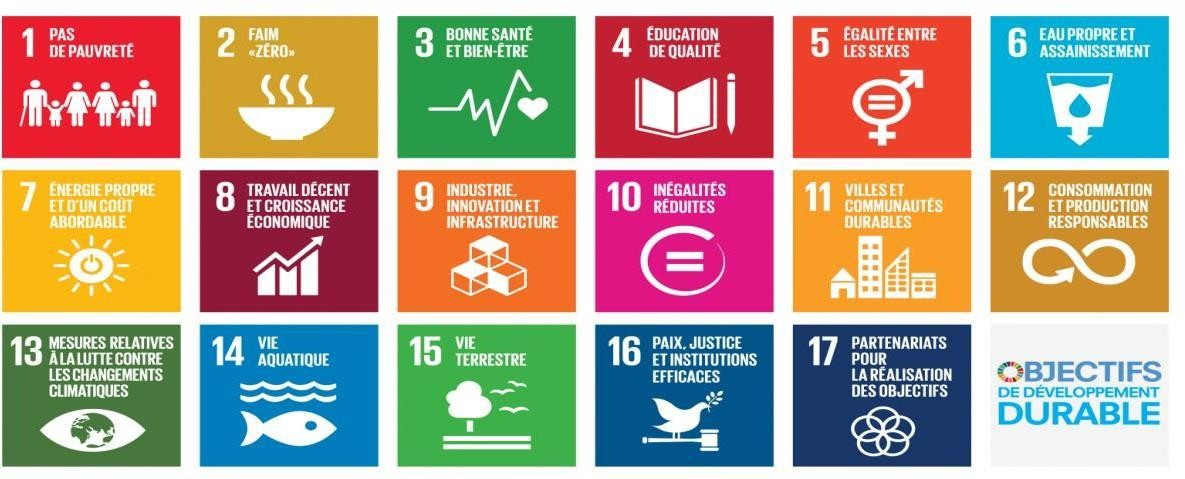 1 PAS
DE PAUVRETÉ
2 FAIM
«ZÉRO»
3 BONNE SANTÉ
ET BIEN-ÊTRE
4 ÉDUCATION
DE QUALITÉ
5 ÉGALITÉ ENTRE
LES SEXES
6 EAU PROPRE ET
ASSAINISSEMENT
7 ÉNERGIE PROPRE
ET D'UN COÛT
ABORDABLE
8 TRAVAIL DÉCENT
ET CROISSANCE
ÉCONOMIQUE
9 INDUSTRIE,
INNOVATION ET
INFRASTRUCTURE
10 INÉGALITÉS
RÉDUITES
11 VILLES ET
COMMUNAUTÉS
DURABLES
12 CONSOMMATION
ET PRODUCTION
RESPONSABLES
13 MESURES RELATIVES
À LA LUTTE CONTRE
LES CHANGEMENTS
CLIMATIQUES
14 VIE
AQUATIQUE
15 VIE
TERRESTRE
16 PAIX, JUSTICE
ET INSTITUTIONS
EFFICACES
17 PARTENARIATS
POUR
LA RÉALISATION
DES OBJECTIFS
OBJECTIFS
DE DÉVELOPPEMENT
DURABLE